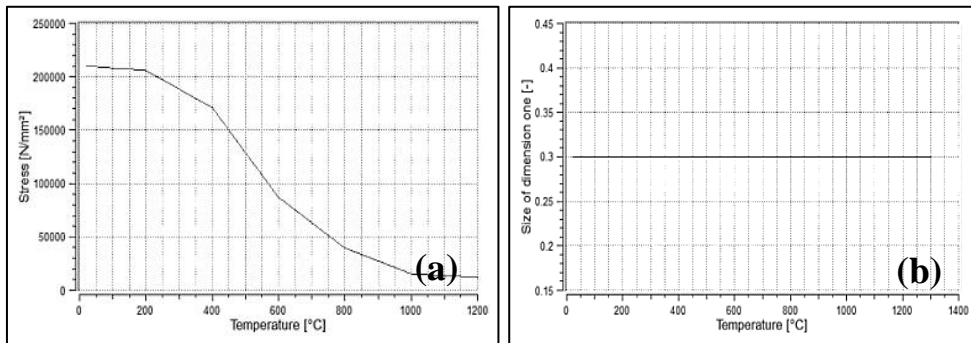 250000
200000
150000
100000
50000
0
Stress [N/mm²]
0 200 400 600 800 1000 1200
Temperature [°C]
(a)
0.45
0.4
0.35
0.3
0.25
0.2
0.15
Size of dimension one [-]
0 200 400 600 800 1000 1200 1400
Temperature [°C]
(b)